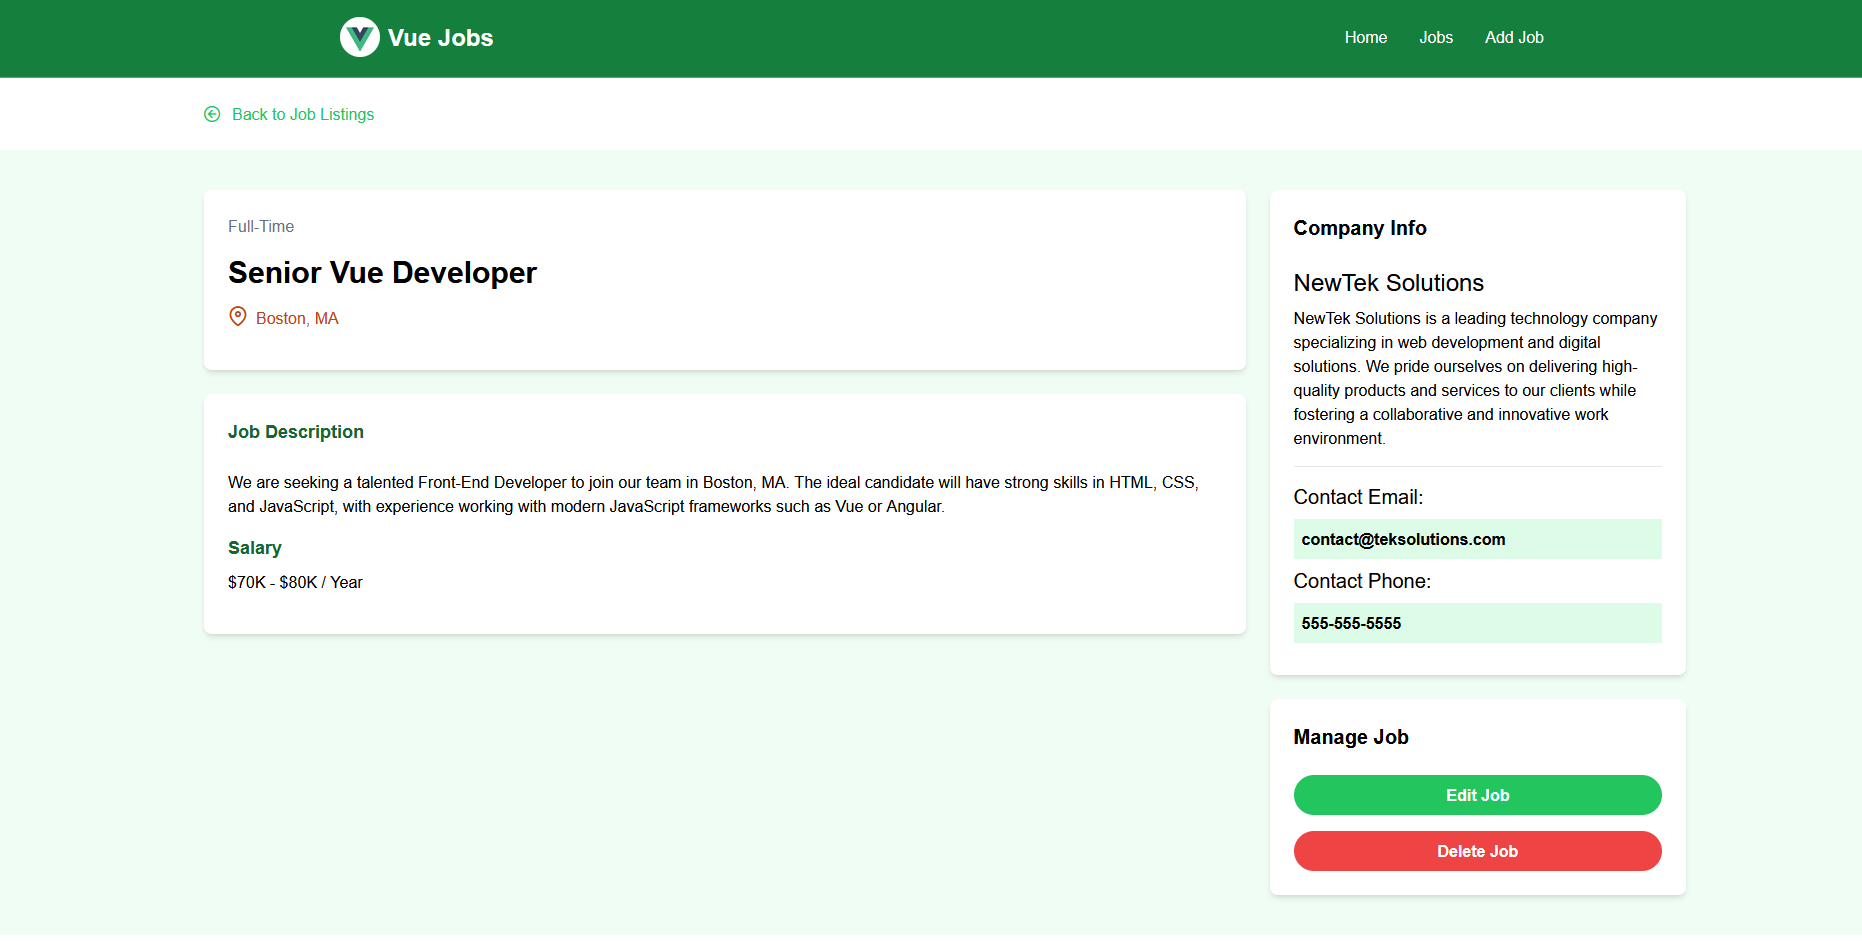 Vue Jobs
Home
Jobs
Add Job
Back to Job Listings
Full-Time
Senior Vue Developer
Boston, MA
Job Description
We are seeking a talented Front-End Developer to join our team in Boston, MA. The ideal candidate will have strong skills in HTML, CSS,
and JavaScript, with experience working with modern JavaScript frameworks such as Vue or Angular.
Salary
$70K - $80K / Year
Company Info
NewTek Solutions
NewTek Solutions is a leading technology company
specializing in web development and digital
solutions. We pride ourselves on delivering high-
quality products and services to our clients while
fostering a collaborative and innovative work
environment.
Contact Email:
contact@teksolutions.com
Contact Phone:
555-555-5555
Manage Job
Edit Job
Delete Job